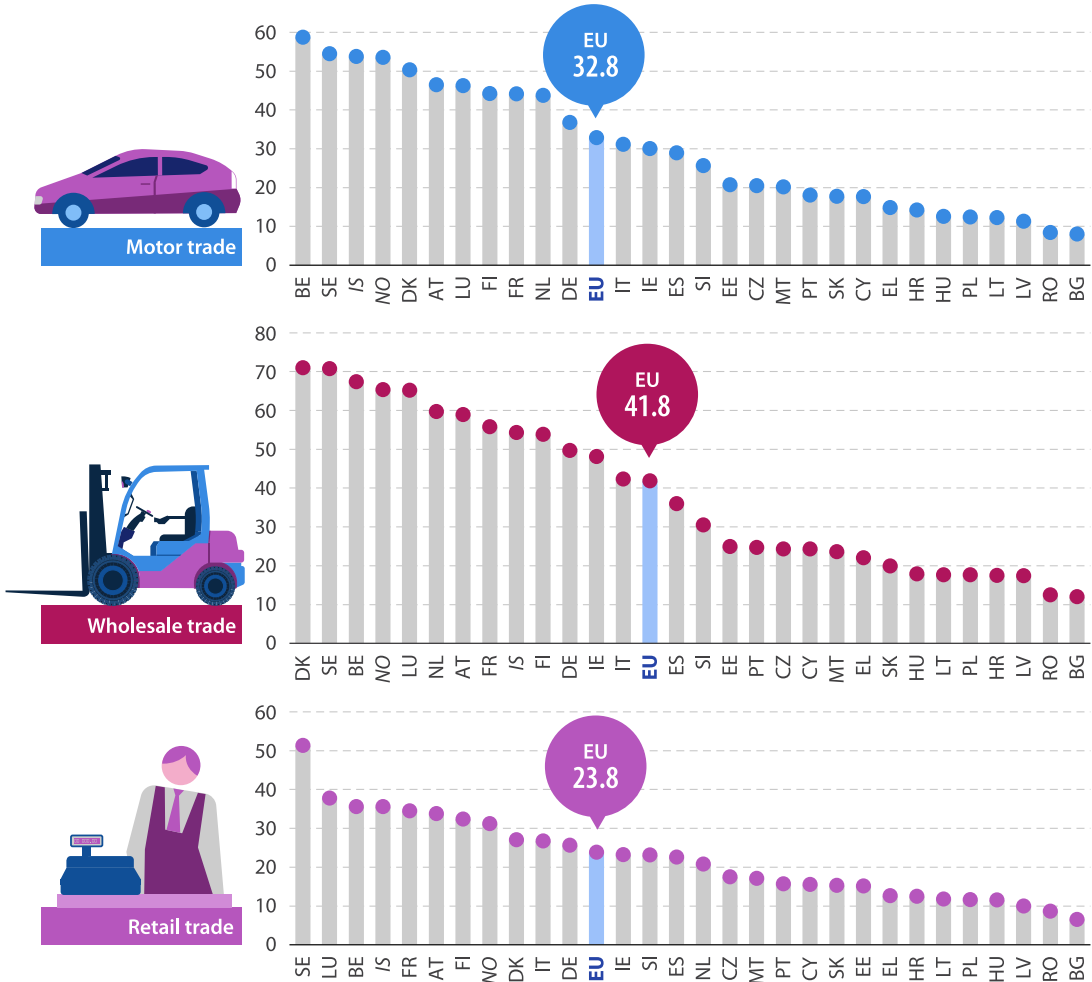 60
50
40
30
20
10
0
EU
32.8
Motor trade
BE SE IS NO DK AT LU FI FR NL DE EU IT IE ES SI EE CZ MT PT SK CY EL HR HU PL LT LV RO BG
80
70
60
50
40
30
20
10
0
EU
41.8
Wholesale trade
DK SE BE NO LU NL AT FR IS FI DE IE IT EU ES SI EE PT CZ CY MT EL SK HU LT PL HR LV RO BG
60
50
40
30
20
10
0
EU
23.8
Retail trade
SE LU BE IS FR AT FI NO DK IT DE EU IE SI ES NL CZ MT PT CY SK EE EL HR LT PL HU LV RO BG